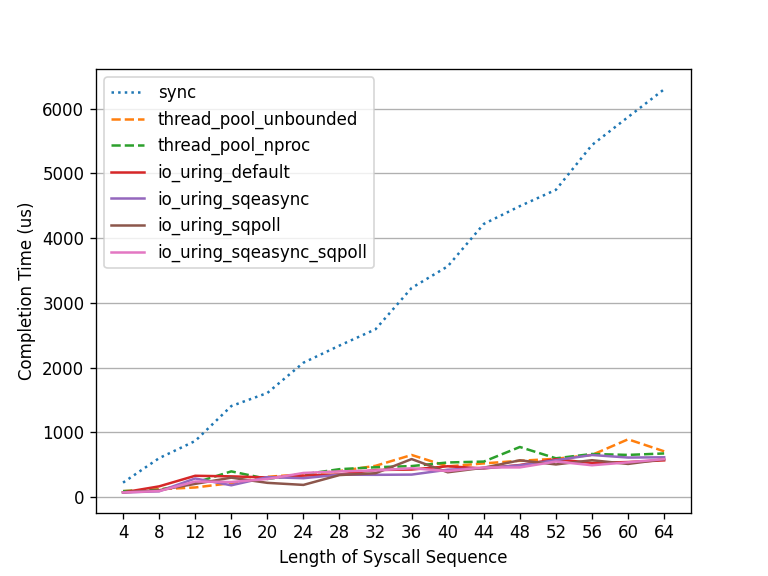 sync
thread_pool_unbounded
thread_pool_nproc
io_uring_default
io_uring_sqeasync
io_uring_sqpoll
io_uring_sqeasync_sqpoll
Completion Time (us)
6000
5000
4000
3000
2000
1000
0
4 8 12 16 20 24 28 32 36 40 44 48 52 56 60 64
Length of Syscall Sequence